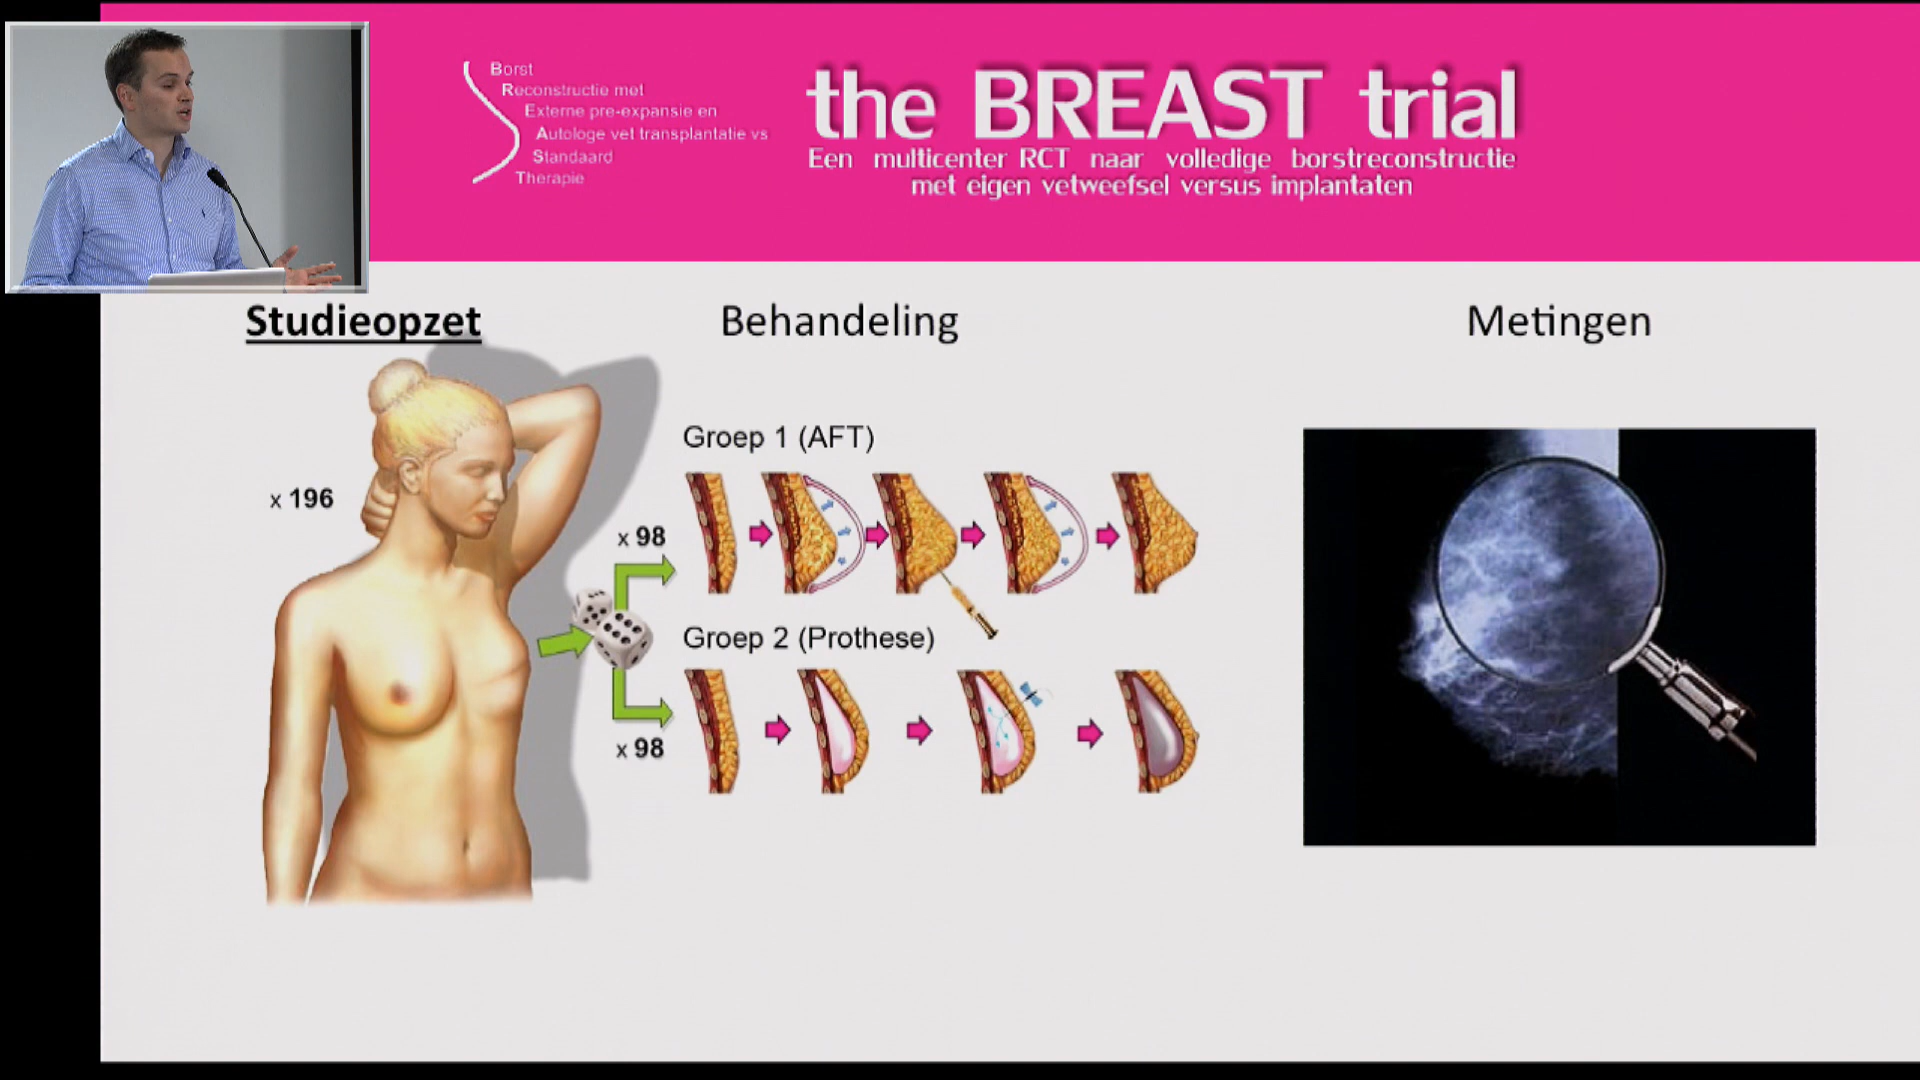 Borst
Reconstructie met
Externe pre-expansie en
Autologe vet transplantatie vs
Standaard
Therapie
the BREAST trial
Een multicenter RCT naar volledige borstreconstructie
met eigen vetweefsel versus implantaten
Studieopzet
Behandeling
Metingen
x 196
Groep 1 (AFT)
x 98
Groep 2 (Prothese)
x 98